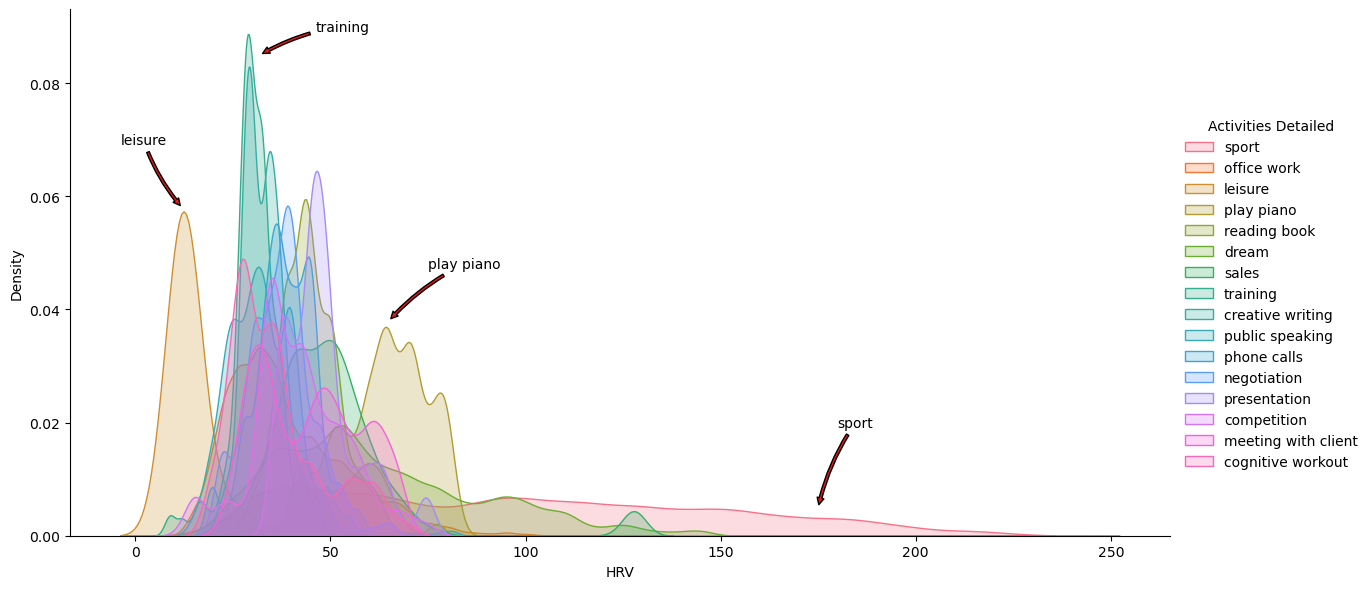 training
leisure
play piano
sport
0.08
0.06
0.04
0.02
0.00
Density
0
50
100
150
200
250
HRV
Activities Detailed
sport
office work
leisure
play piano
reading book
dream
sales
training
creative writing
public speaking
phone calls
negotiation
presentation
competition
meeting with client
cognitive workout